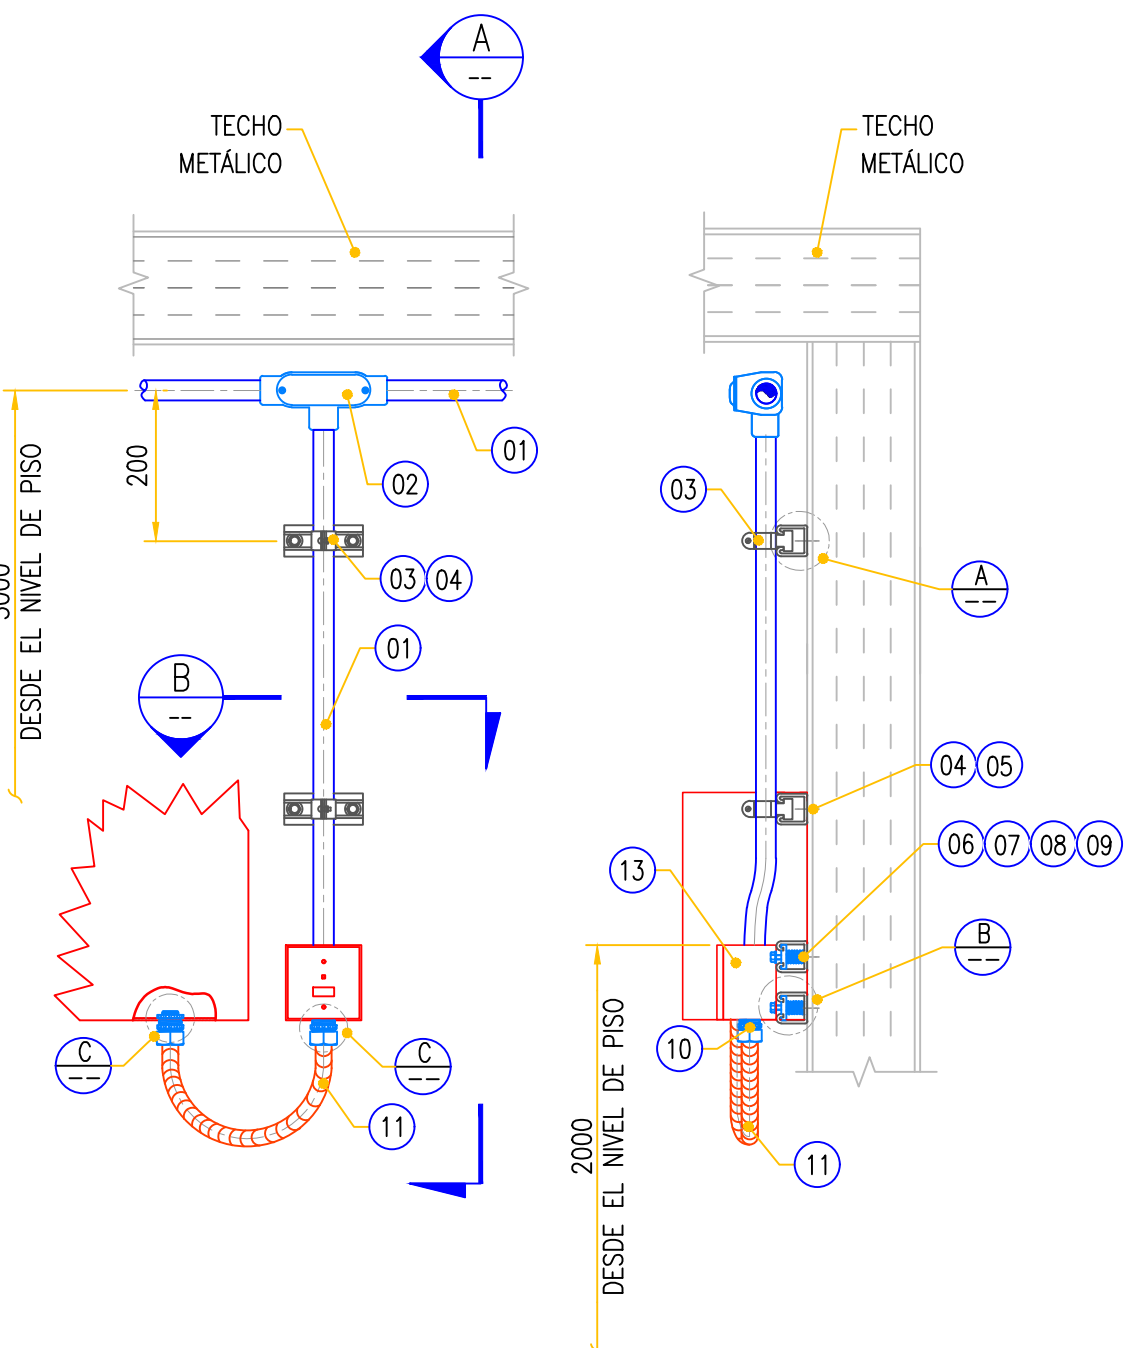 A
--
TECHO
METÁLICO
TECHO
METÁLICO
01
02
200
DESDE EL NIVEL DE PISO
03
03 04
A
--
01
B
--
04 05
06 07 08 09
13
B
--
C
--
C
--
10
11
11
2000
DESDE EL NIVEL DE PISO